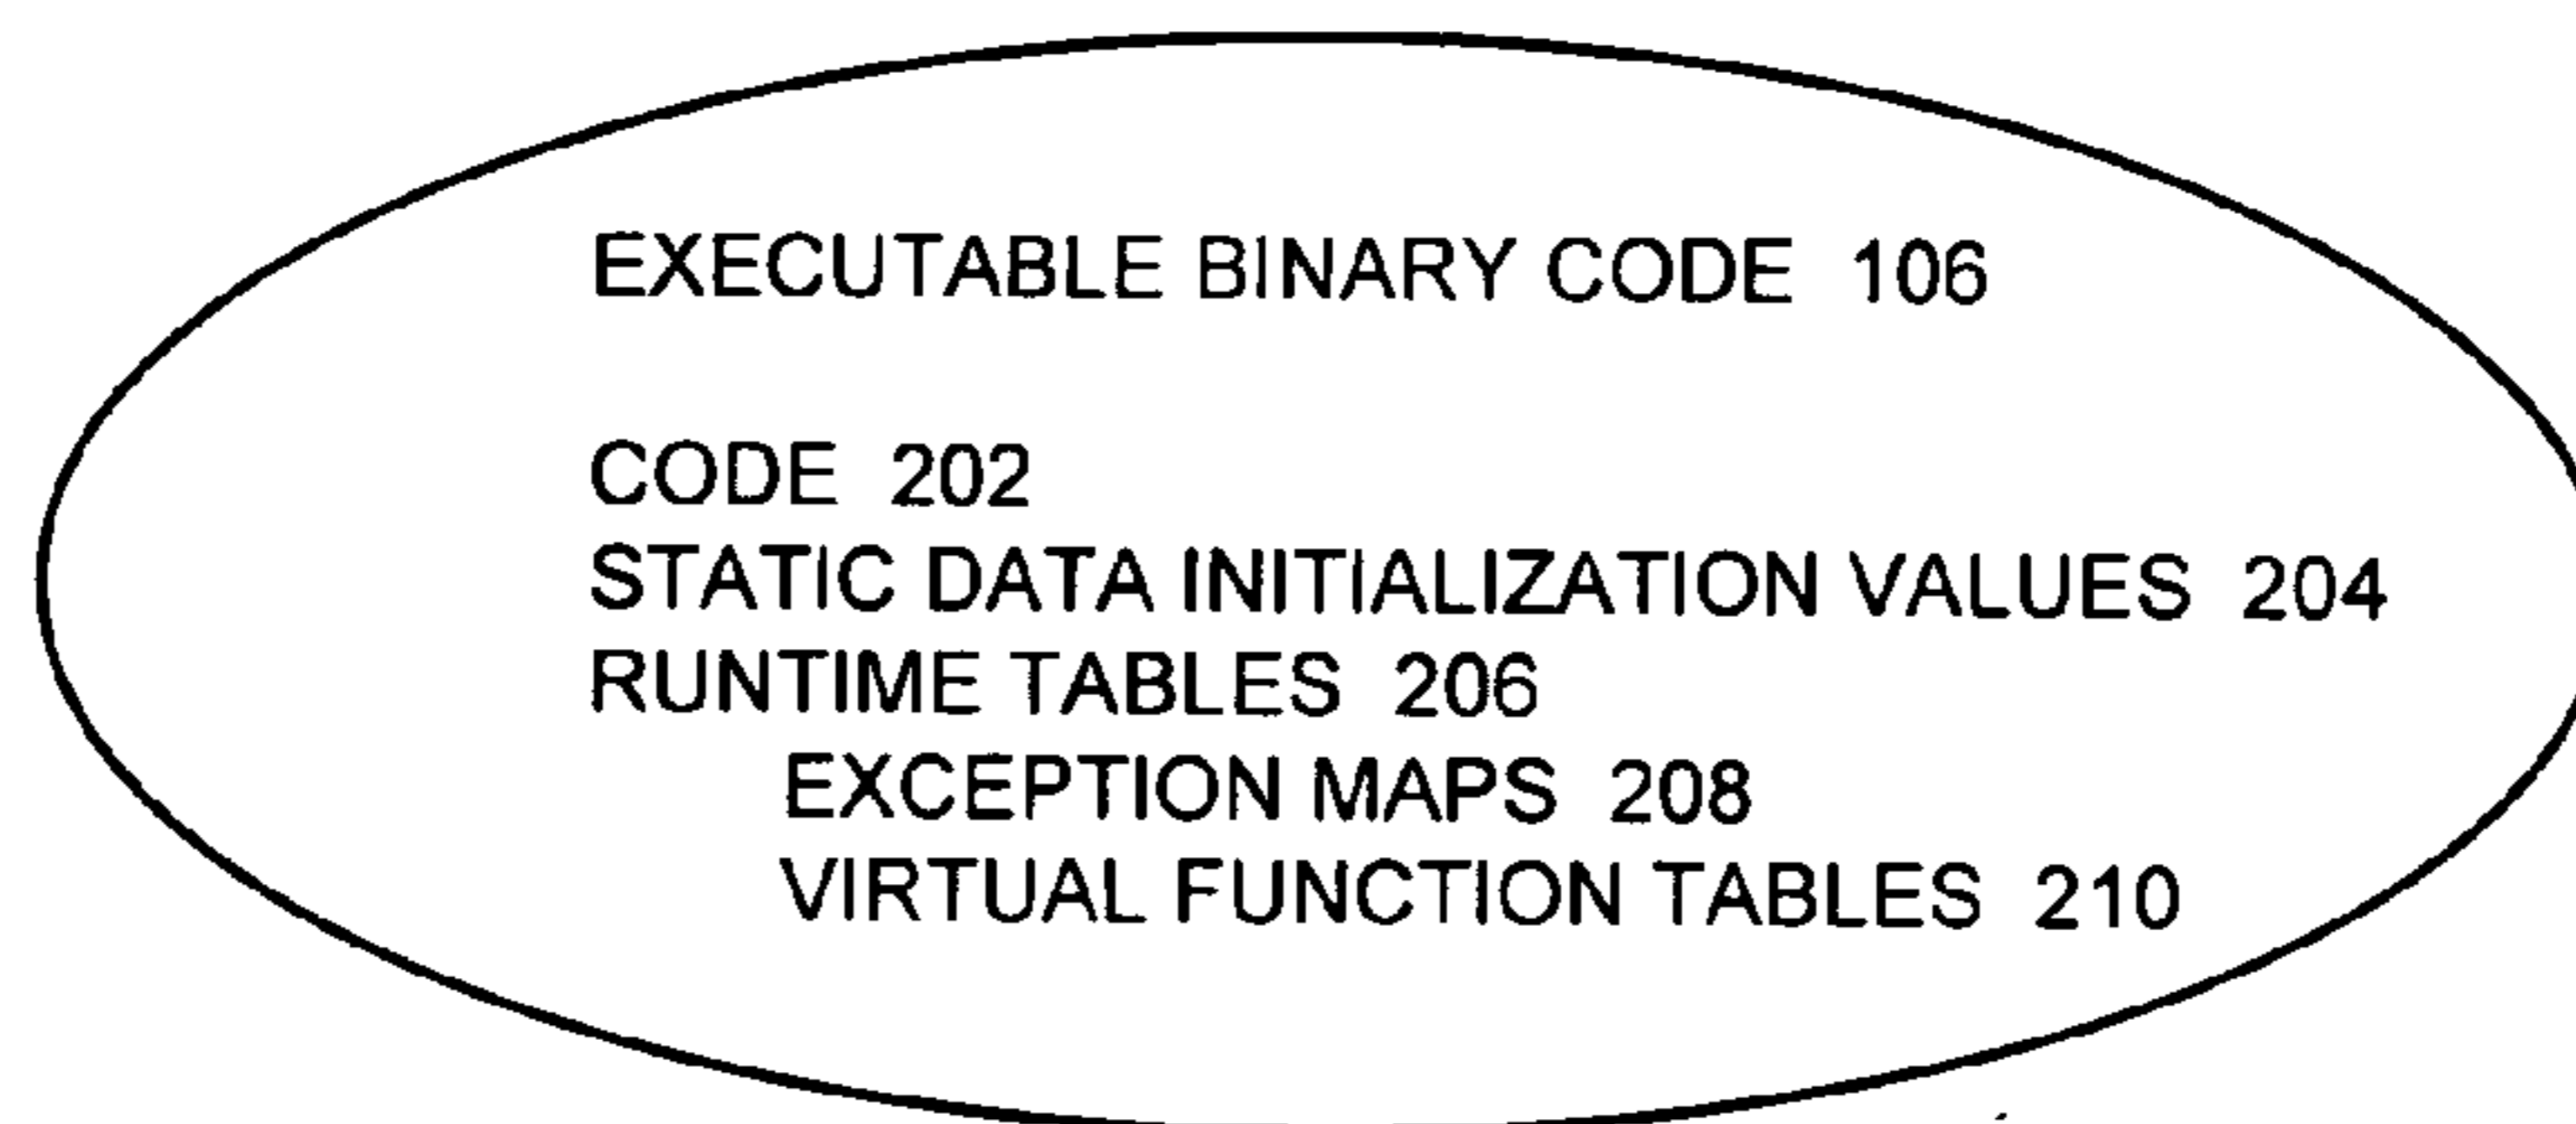 EXECUTABLE BINARY CODE 106
CODE 202
STATIC DATA INITIALIZATION VALUES 204
RUNTIME TABLES 206
EXCEPTION MAPS 208
VIRTUAL FUNCTION TABLES 210